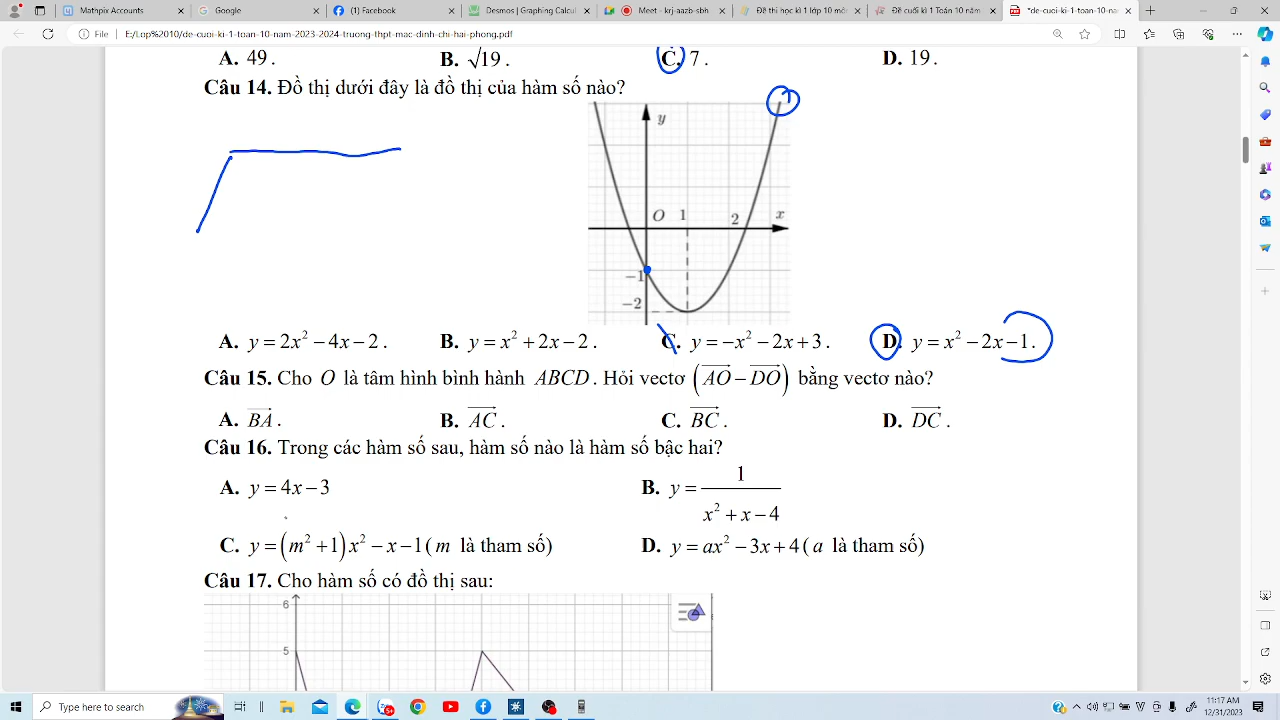 Matphix Accounts
Google
(1) Facebook
Desmos | Graphing Calc
Meet - krj-aazb-sbh
Đề thi học kì 1 lớp 10 mô
Đề cuối kì 1 Toán 10 năm
*de-cuoi-ki-1-toan-10-na
File | E:/Lop%2010/de-cuoi-ki-1-toan-10-nam-2023-2024-truong-thpt-mac-dinh-chi-hai-phong.pdf
A. 49. B. √19. C. 7. D. 19.
Câu 14. Đồ thị dưới đây là đồ thị của hàm số nào?
y
O 1 2 x
−1
−2
A. y = 2x² − 4x − 2. B. y = x² + 2x − 2. C. y = −x² − 2x + 3. D. y = x² − 2x − 1.
Câu 15. Cho O là tâm hình bình hành ABCD. Hỏi vectơ (AO⃗ − DO⃗) bằng vectơ nào?
A. BA⃗. B. AC⃗. C. BC⃗. D. DC⃗.
Câu 16. Trong các hàm số sau, hàm số nào là hàm số bậc hai?
A. y = 4x − 3 B. y = 1/(x² + x − 4)
C. y = (m² + 1)x² − x − 1 ( m là tham số) D. y = ax² − 3x + 4 ( a là tham số)
Câu 17. Cho hàm số có đồ thị sau:
6
5
Type here to search
11:17 AM
12/31/2023